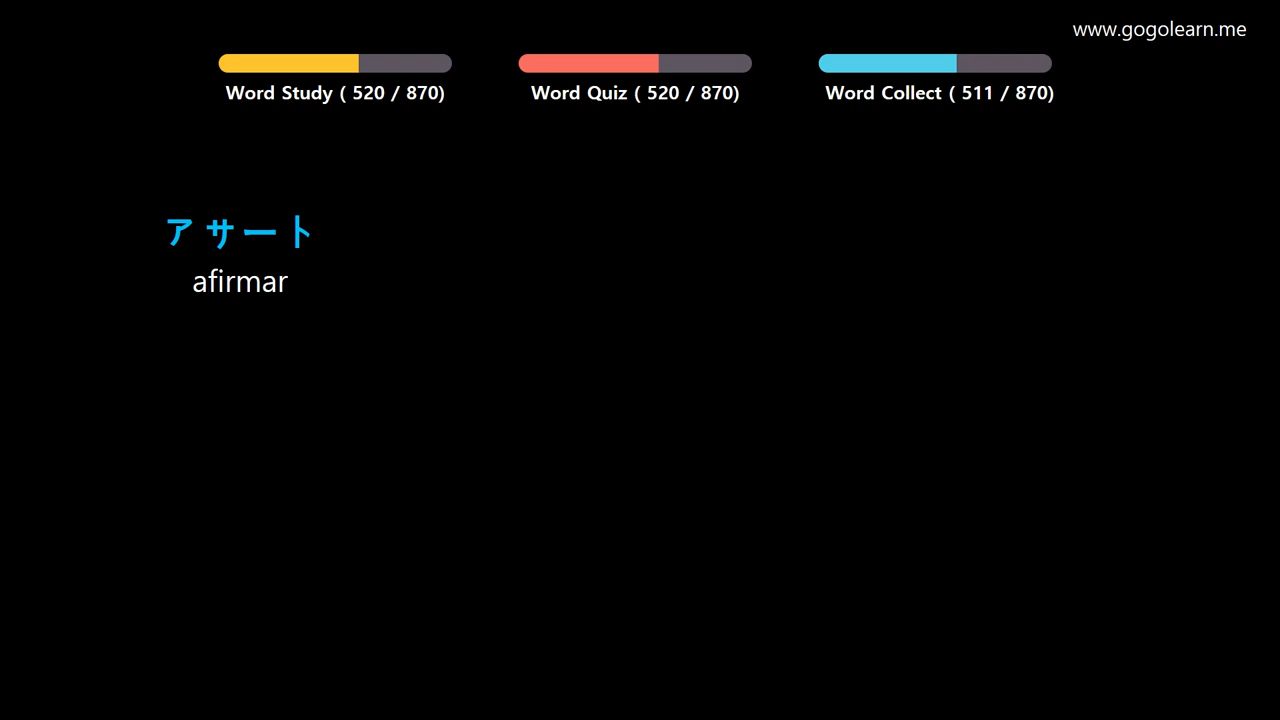 www.gogolearn.me
Word Study ( 520 / 870)
Word Quiz ( 520 / 870)
Word Collect ( 511 / 870)
アサート
afirmar